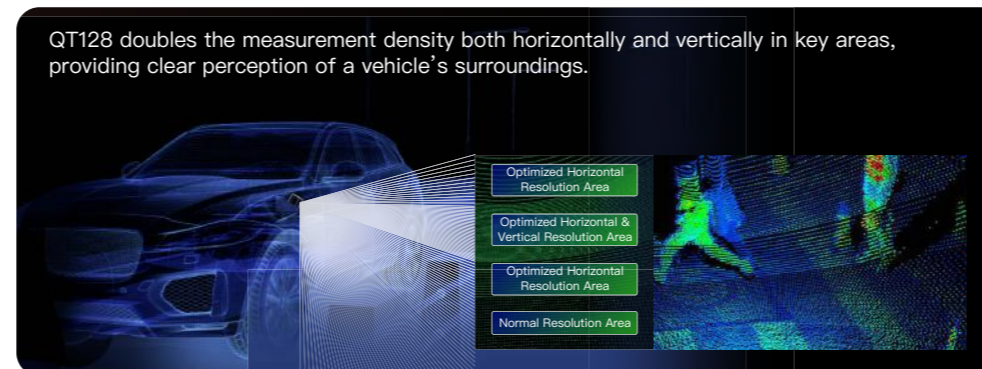 QT128 doubles the measurement density both horizontally and vertically in key areas,
providing clear perception of a vehicle’s surroundings.
Optimized Horizontal
Resolution Area
Optimized Horizontal &
Vertical Resolution Area
Optimized Horizontal
Resolution Area
Normal Resolution Area